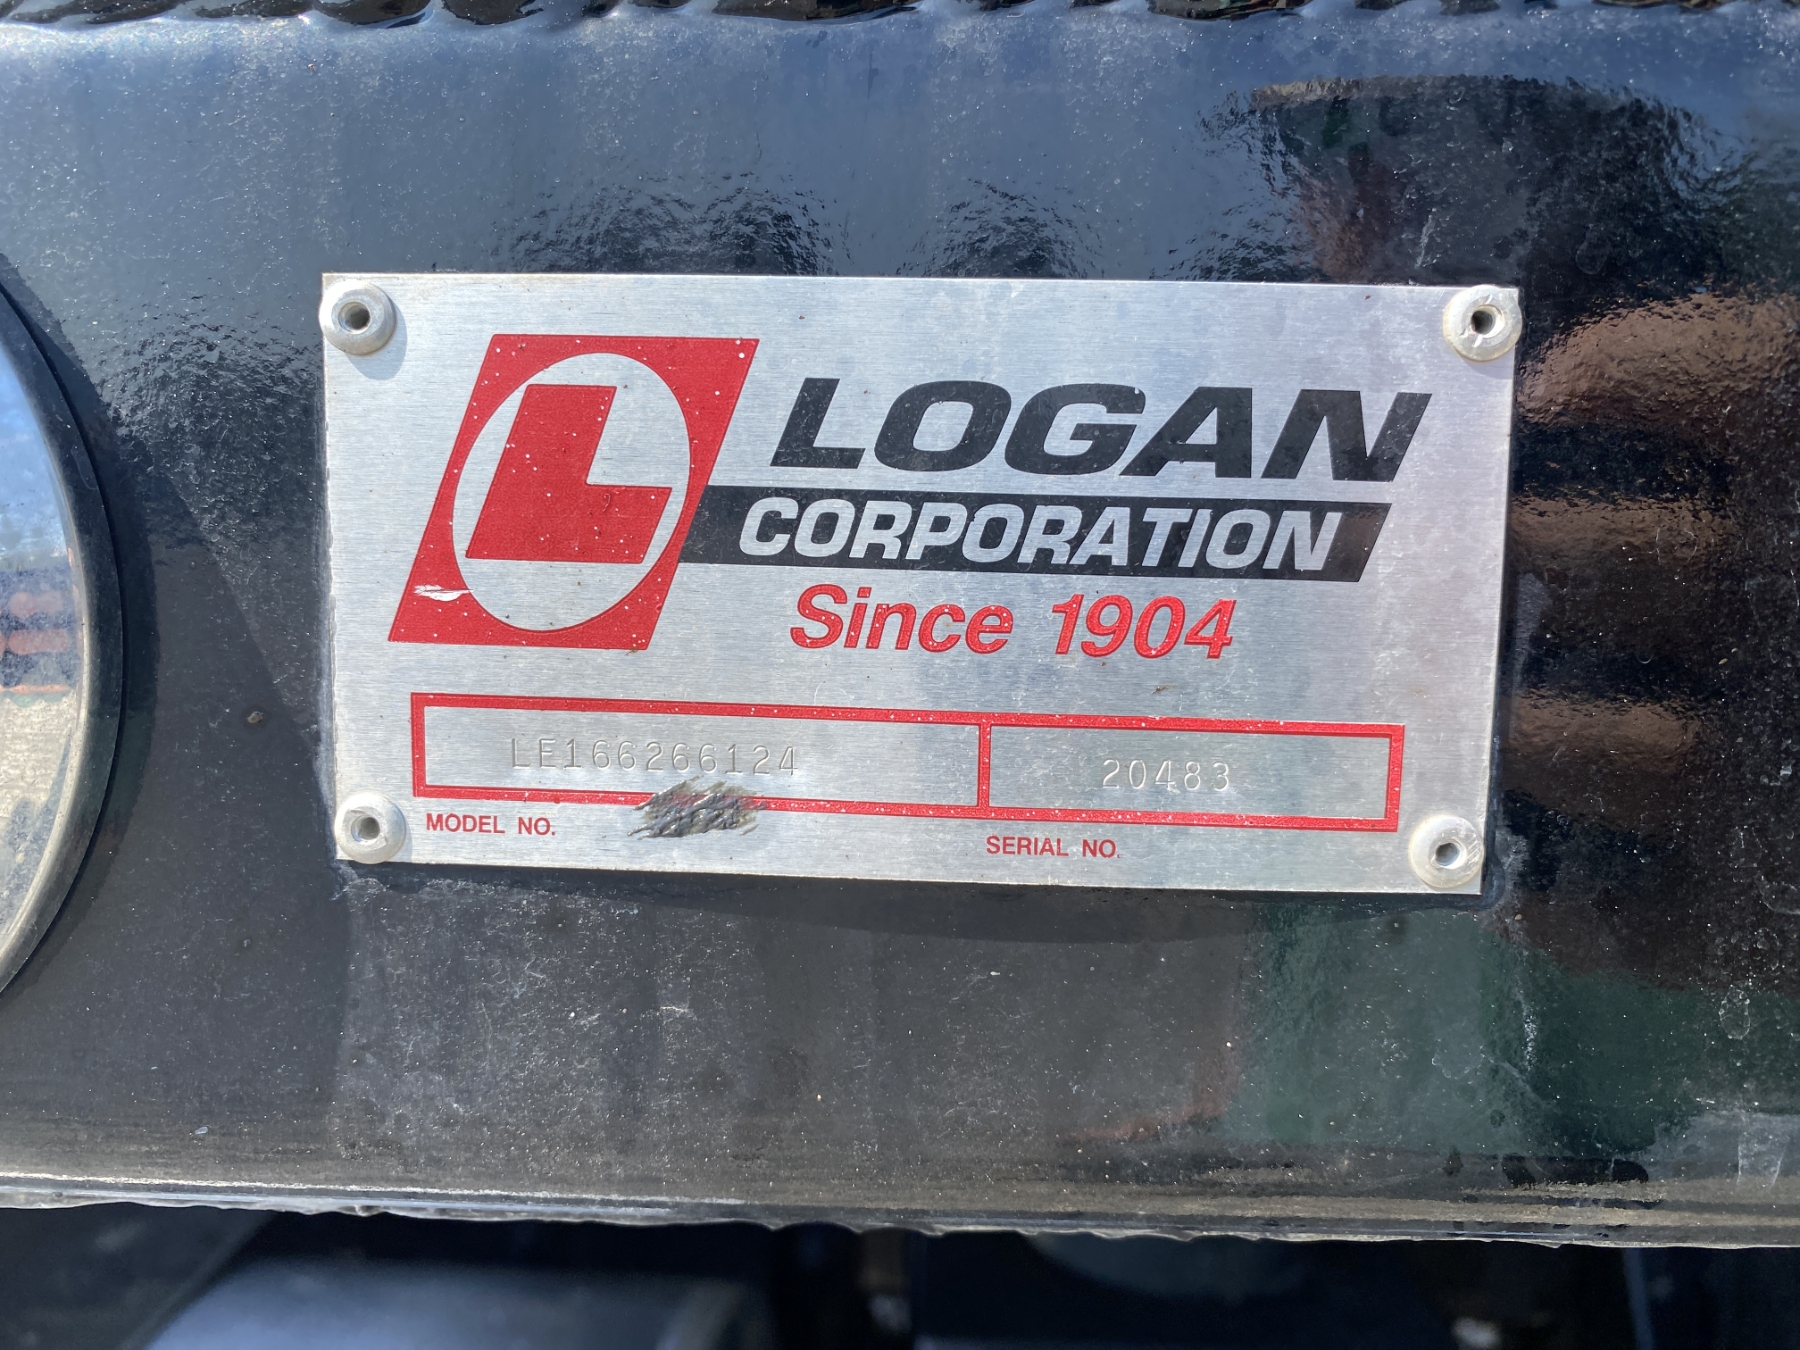 L
LOGAN
CORPORATION
Since 1904
LE166266124 20483
MODEL NO. SERIAL NO.